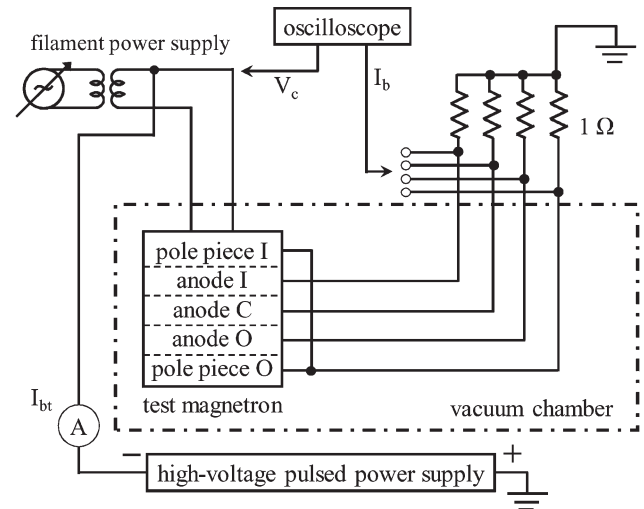 oscilloscope
filament power supply
V_c
I_b
1 Ω
pole piece I
anode I
anode C
anode O
pole piece O
test magnetron
vacuum chamber
I_bt
A
− high-voltage pulsed power supply +